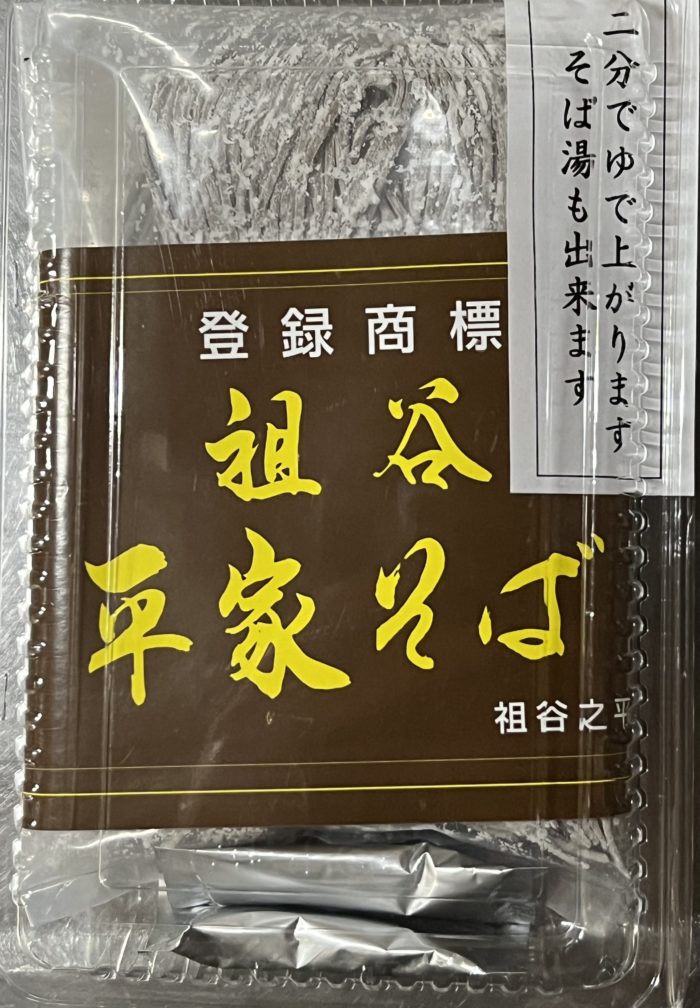 二分でゆで上がります
そば湯も出来ます
登録商標
祖谷
平家そば
祖谷之平